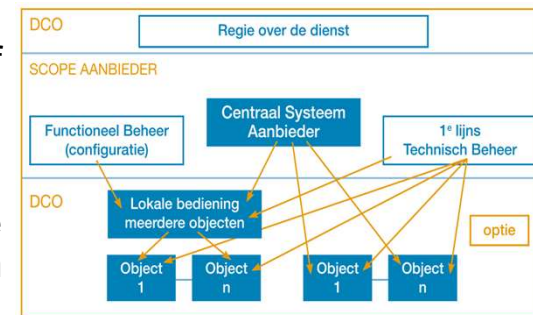 DCO
Regie over de dienst
SCOPE AANBIEDER
Functioneel Beheer
(configuratie)
Centraal Systeem
Aanbieder
1e lijns
Technisch Beheer
DCO
Lokale bediening
meerdere objecten
optie
Object
1
Object
n
Object
1
Object
n